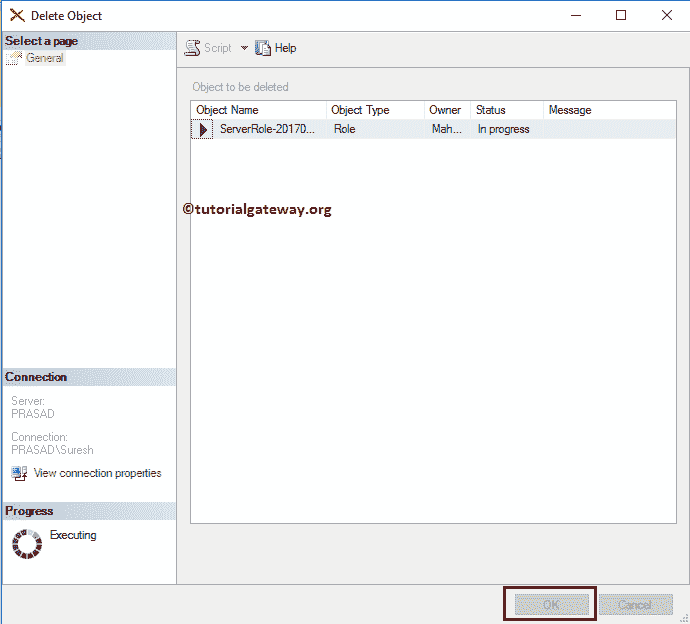 Delete Object
Select a page
General
Script
Help
Object to be deleted
Object Name Object Type Owner Status Message
ServerRole-20170... Role Mah... In progress
©tutorialgateway.org
Connection
Server:
PRASAD
Connection:
PRASAD\Suresh
View connection properties
Progress
Executing
OK Cancel